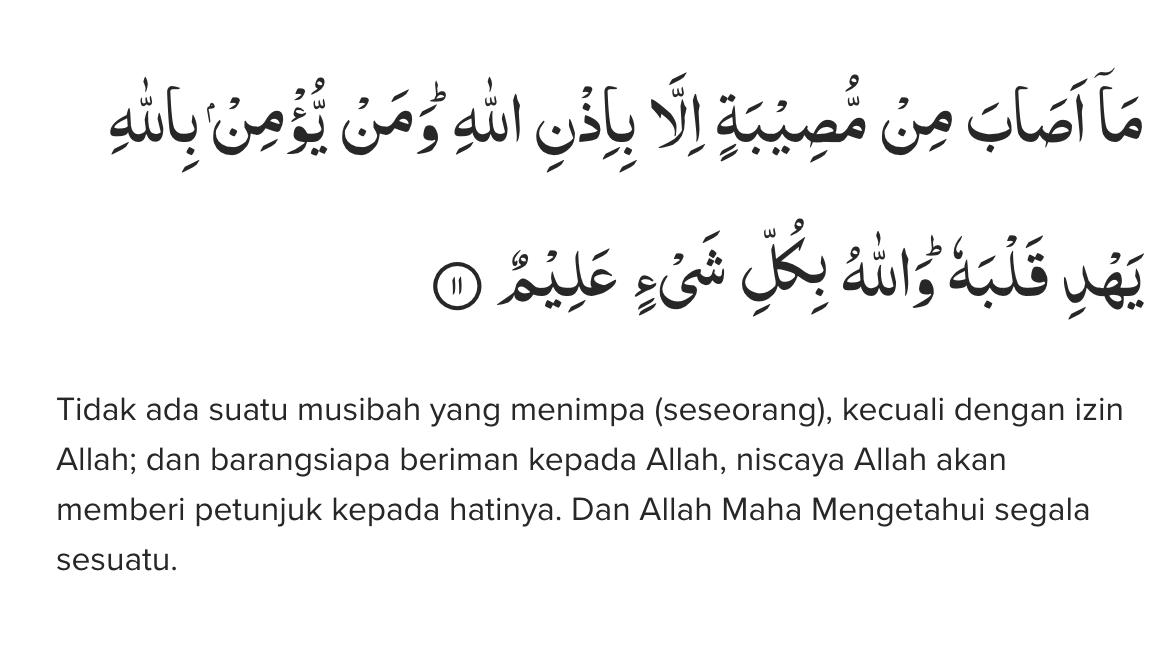 مَآ اَصَابَ مِنْ مُّصِيْبَةٍ اِلَّا بِاِذْنِ اللّٰهِ ۗوَمَنْ يُّؤْمِنْۢ بِاللّٰهِ
يَهْدِ قَلْبَهٗ ۗوَاللّٰهُ بِكُلِّ شَيْءٍ عَلِيْمٌ ١١
Tidak ada suatu musibah yang menimpa (seseorang), kecuali dengan izin
Allah; dan barangsiapa beriman kepada Allah, niscaya Allah akan
memberi petunjuk kepada hatinya. Dan Allah Maha Mengetahui segala
sesuatu.